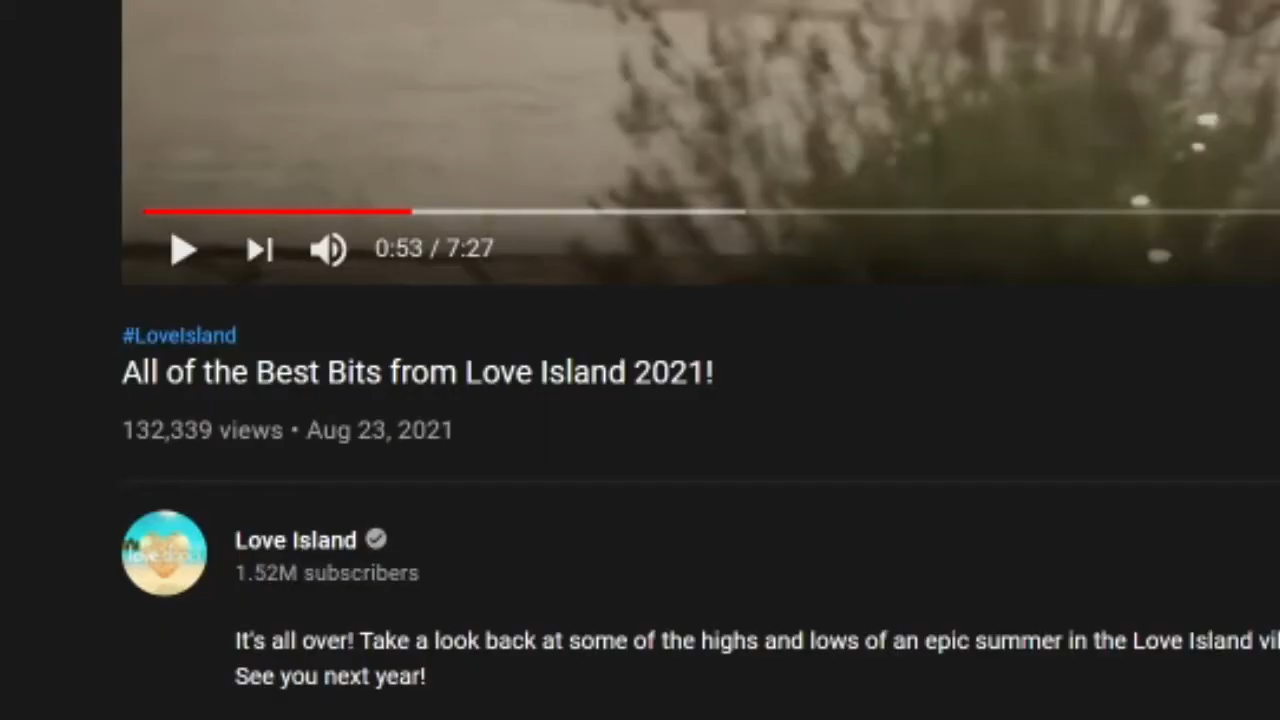 0:53 / 7:27
#LoveIsland
All of the Best Bits from Love Island 2021!
132,339 views • Aug 23, 2021
Love Island
1.52M subscribers
It's all over! Take a look back at some of the highs and lows of an epic summer in the Love Island
See you next year!